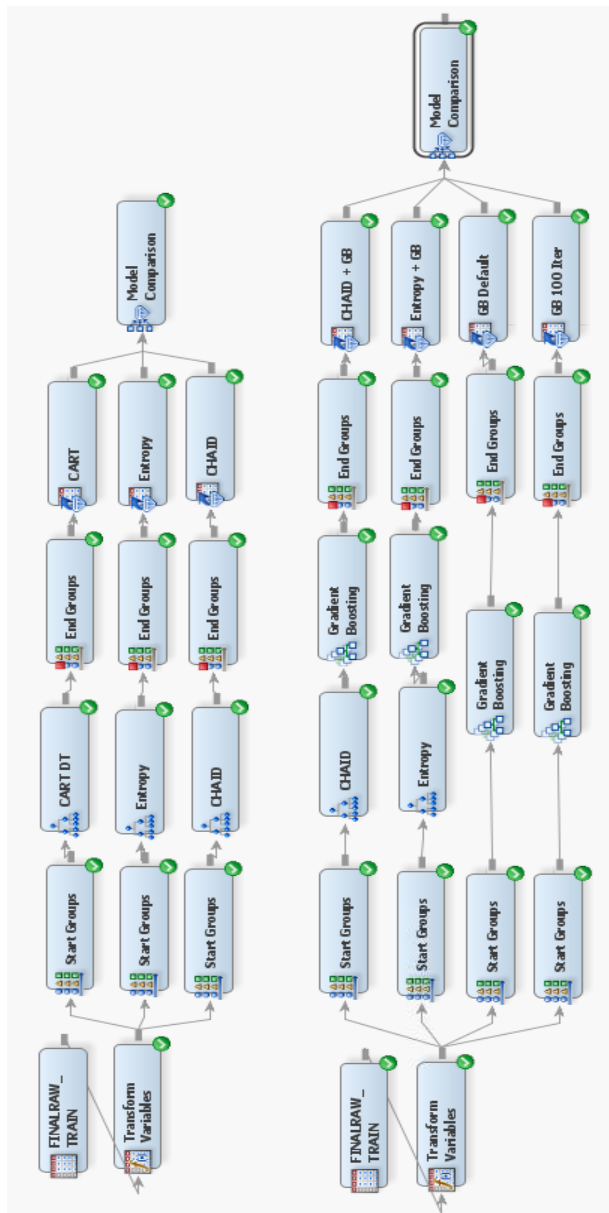 FINALRAW_
TRAIN
Transform
Variables
Start Groups
CART DT
End Groups
CART
Start Groups
Entropy
End Groups
Entropy
Start Groups
CHAID
End Groups
CHAID
Model
Comparison
FINALRAW_
TRAIN
Transform
Variables
Start Groups
CHAID
Gradient
Boosting
End Groups
CHAID + GB
Start Groups
Entropy
Gradient
Boosting
End Groups
Entropy + GB
Start Groups
Gradient
Boosting
End Groups
GB Default
Start Groups
Gradient
Boosting
End Groups
GB 100 Iter
Model
Comparison